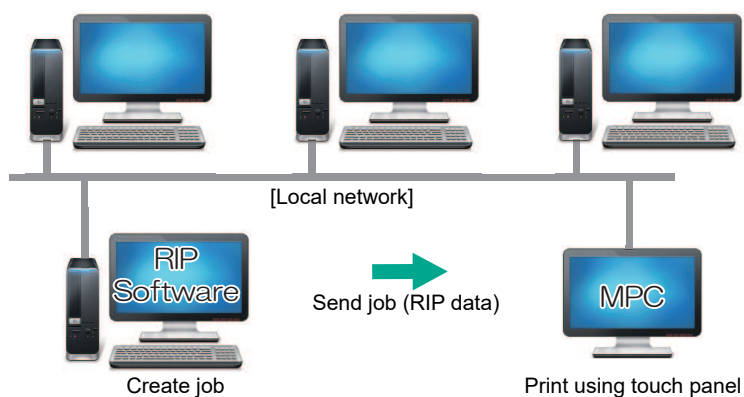 [Local network]
RIP
Software
Send job (RIP data)
MPC
Create job
Print using touch panel